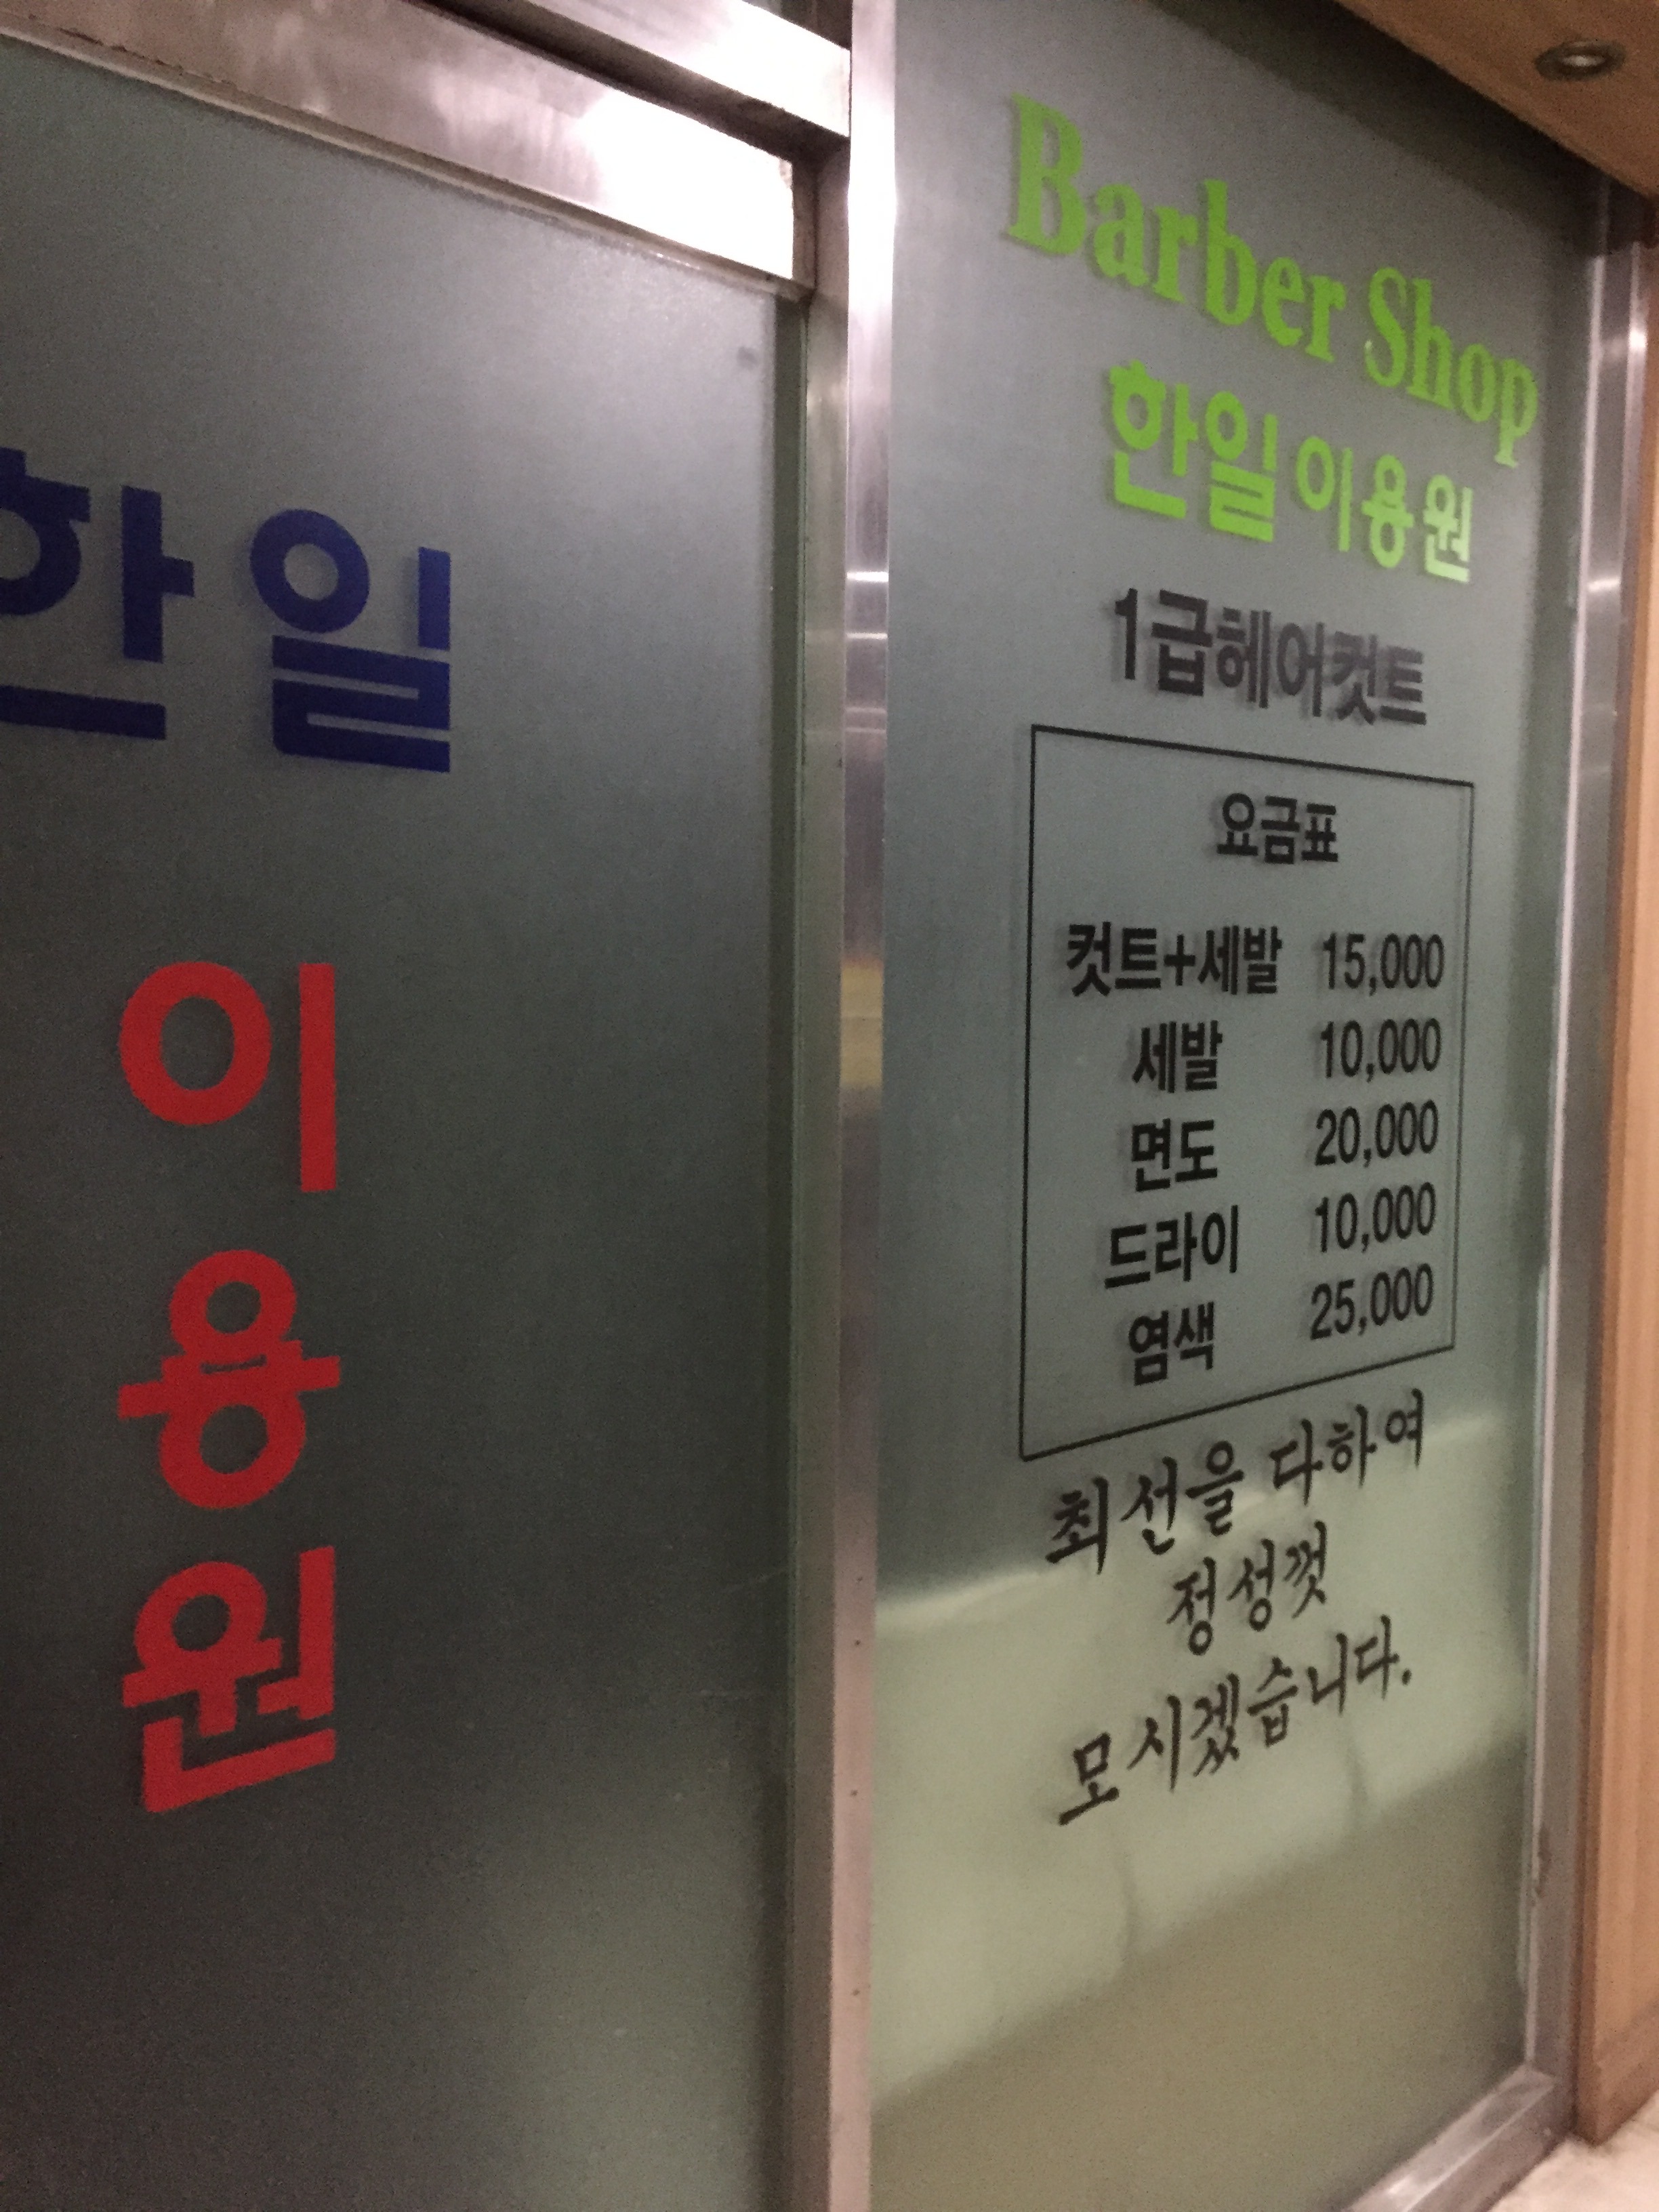 한일
이
용
원
Barber Shop
한일이용원
1급헤어컷트
요금표
컷트+세발 15,000
세발 10,000
면도 20,000
드라이 10,000
염색 25,000
최선을 다하여
정성껏
모시겠습니다.